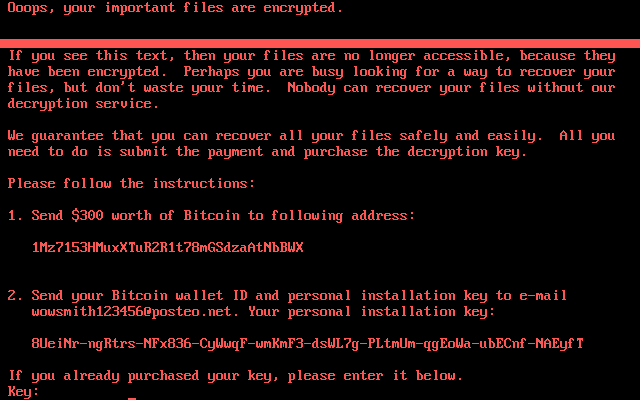 Ooops, your important files are encrypted.
If you see this text, then your files are no longer accessible, because they
have been encrypted.  Perhaps you are busy looking for a way to recover your
files, but don't waste your time.  Nobody can recover your files without our
decryption service.
We guarantee that you can recover all your files safely and easily.  All you
need to do is submit the payment and purchase the decryption key.
Please follow the instructions:
1. Send $300 worth of Bitcoin to following address:
1Mz7153HMuxXTuR2R1t78mGSdzaAtNbBWX
2. Send your Bitcoin wallet ID and personal installation key to e-mail
wowsmith123456@posteo.net. Your personal installation key:
8UeiNr-ngRtrs-NFx836-CyWwqF-wmKmF3-dsWL7g-PLtmUm-qgEoWa-ubECnf-NAEyfT
If you already purchased your key, please enter it below.
Key: